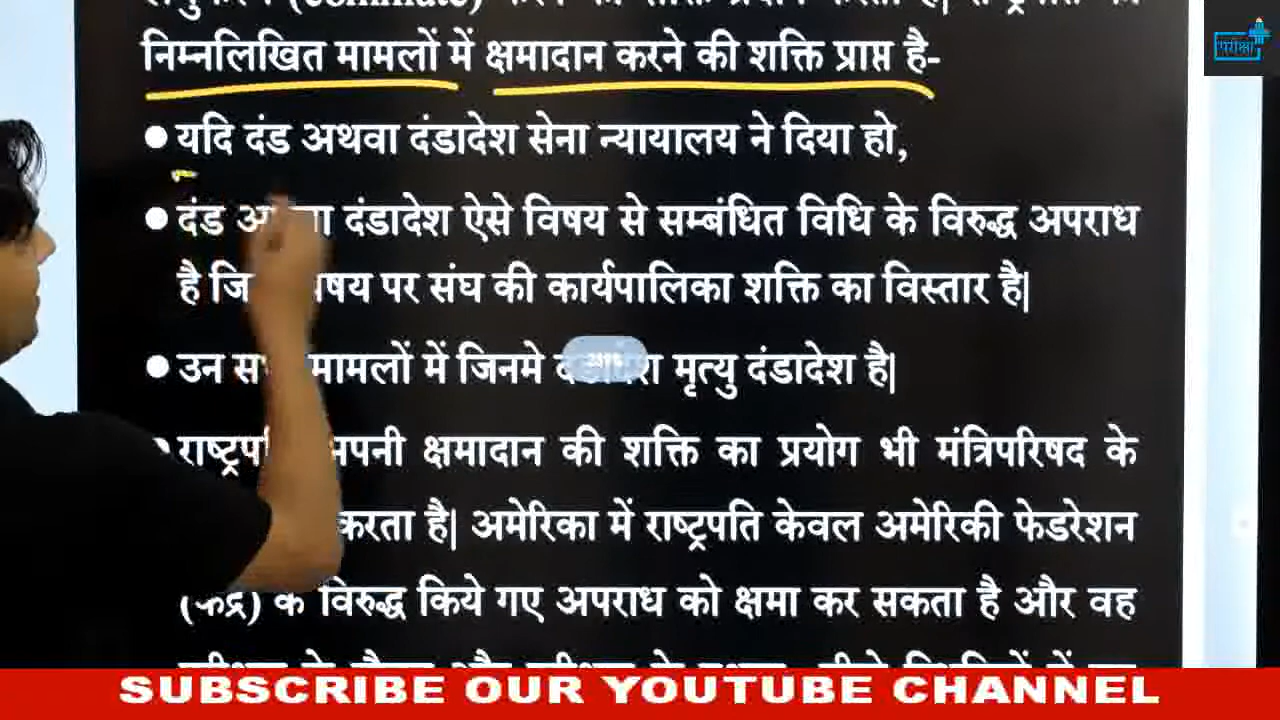 (commute)
निम्नलिखित मामलों में क्षमादान करने की शक्ति प्राप्त है-
परीक्षा
• यदि दंड अथवा दंडादेश सेना न्यायालय ने दिया हो,
• दंड दंडादेश ऐसे विषय से सम्बंधित विधि के विरुद्ध अपराध
है पर संघ की कार्यपालिका शक्ति का विस्तार है|
• उन मामलों में जिनमे मृत्यु दंडादेश है|
क्षमादान की शक्ति का प्रयोग भी मंत्रिपरिषद के
करता है| अमेरिका में राष्ट्रपति केवल अमेरिकी फेडरेशन
के विरुद्ध किये गए अपराध को क्षमा कर सकता है और वह
SUBSCRIBE OUR YOUTUBE CHANNEL